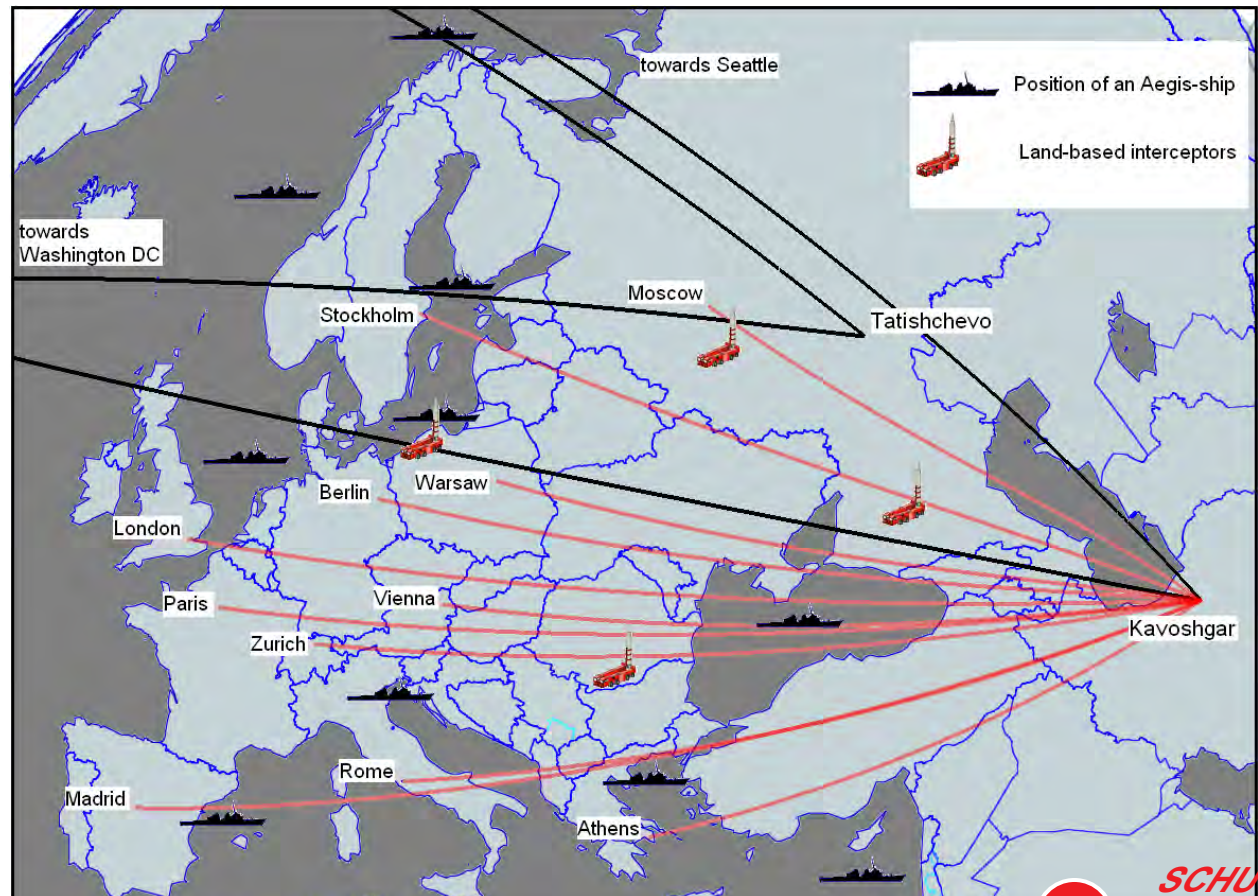 towards Seattle
Position of an Aegis-ship
Land-based interceptors
towards
Washington DC
Moscow
Stockholm
Tatishchevo
Warsaw
Berlin
London
Vienna
Paris
Kavoshgar
Zurich
Rome
Madrid
Athens
SCHU